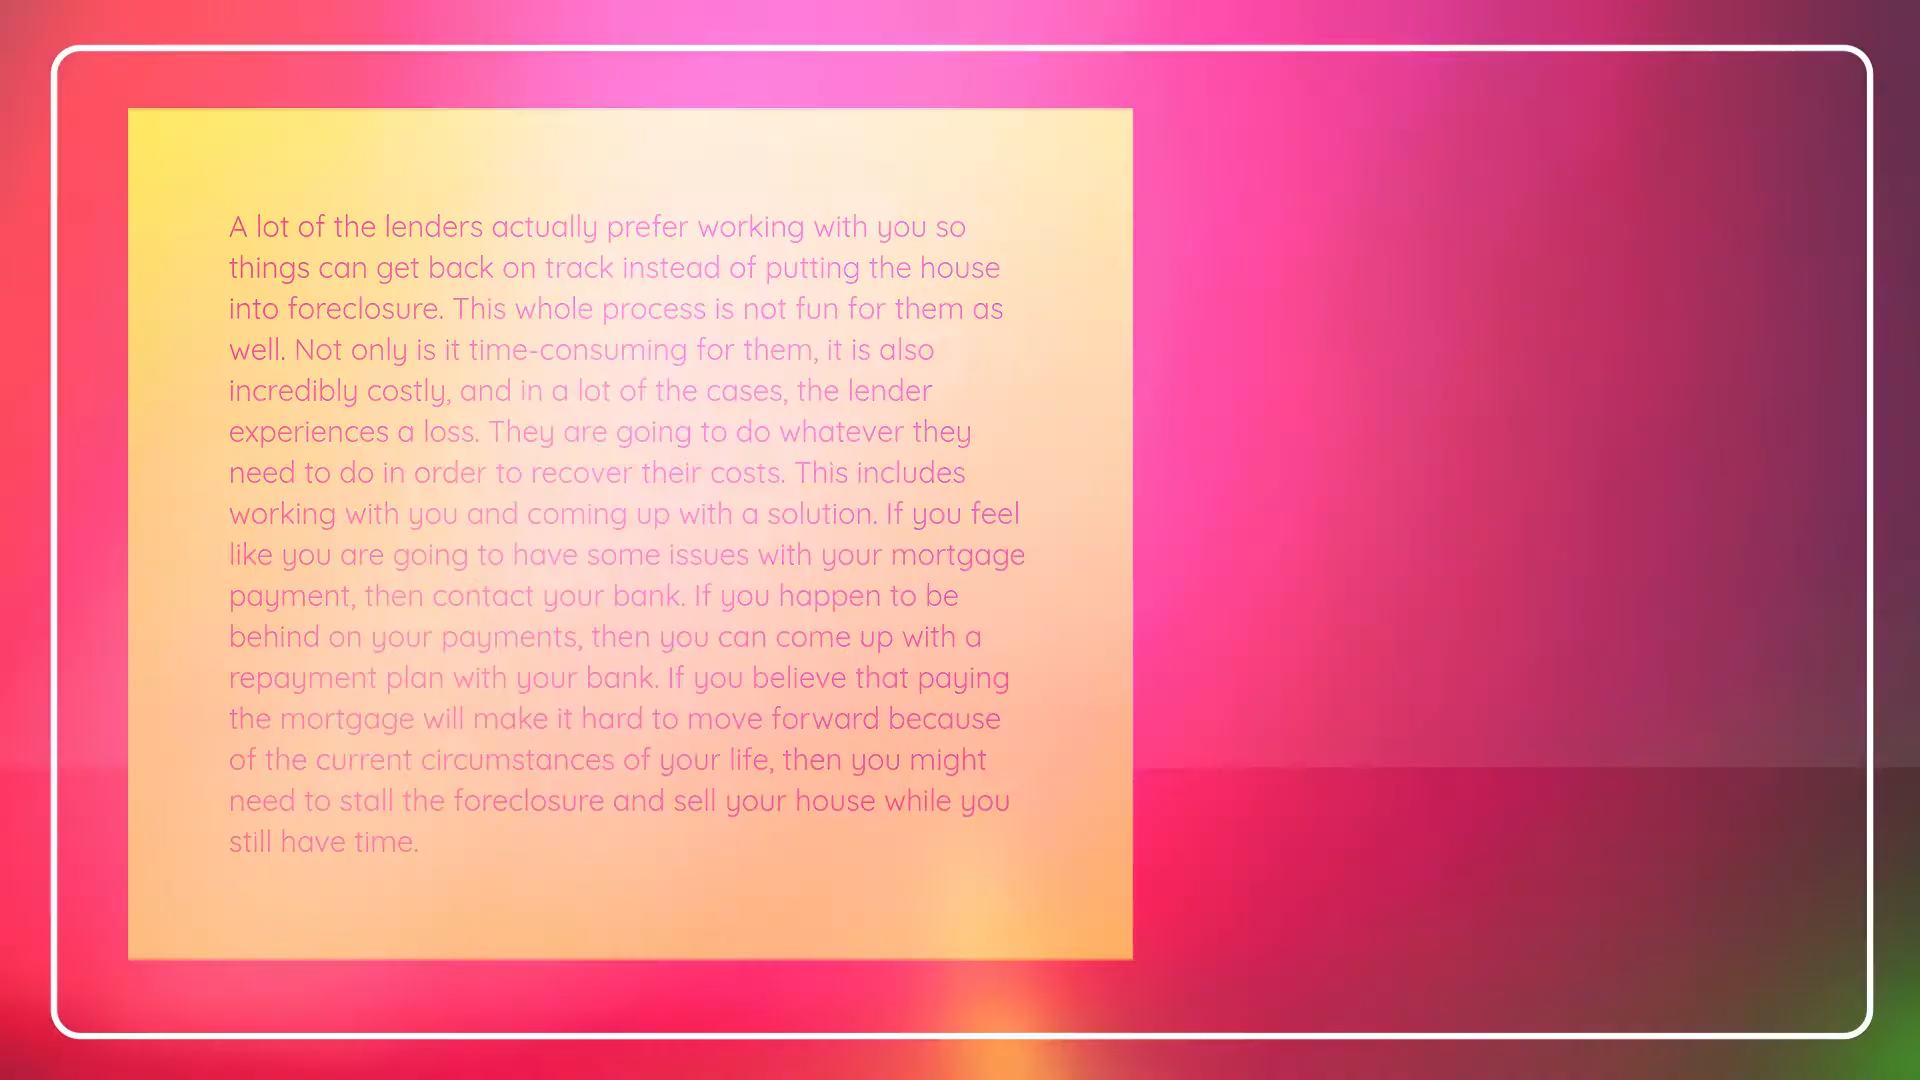 A lot of the lenders actually prefer working with you so
things can get back on track instead of putting the house
into foreclosure. This whole process is not fun for them as
well. Not only is it time-consuming for them, it is also
incredibly costly, and in a lot of the cases, the lender
experiences a loss. They are going to do whatever they
need to do in order to recover their costs. This includes
working with you and coming up with a solution. If you feel
like you are going to have some issues with your mortgage
payment, then contact your bank. If you happen to be
behind on your payments, then you can come up with a
repayment plan with your bank. If you believe that paying
the mortgage will make it hard to move forward because
of the current circumstances of your life, then you might
need to stall the foreclosure and sell your house while you
still have time.